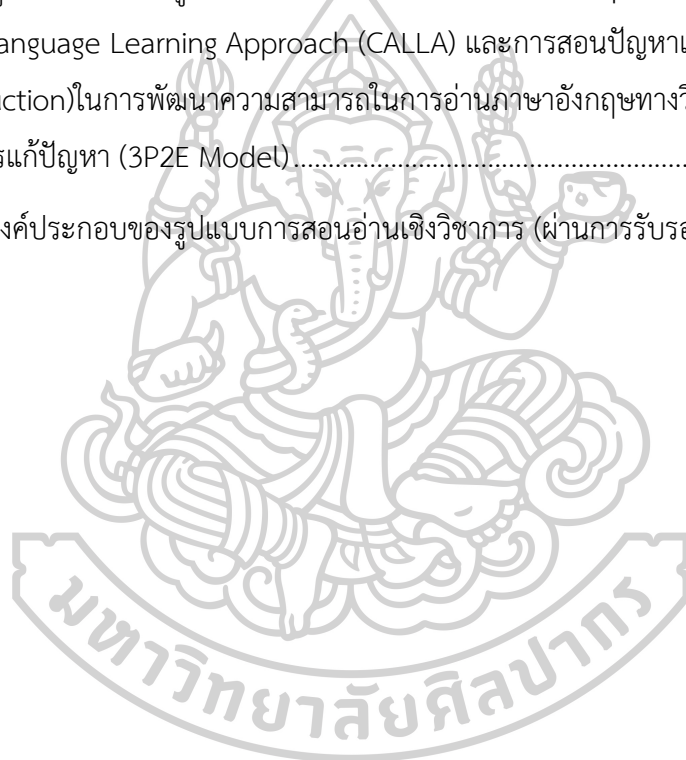 anguage Learning Approach (CALLA) และการสอนปัญหาเ
uction)ในการพัฒนาความสามารถในการอ่านภาษาอังกฤษทางวิ
รแก้ปัญหา (3P2E Model)
งค์ประกอบของรูปแบบการสอนอ่านเชิงวิชาการ (ผ่านการรับรอ
มหาวิทยาลัยศิลปากร